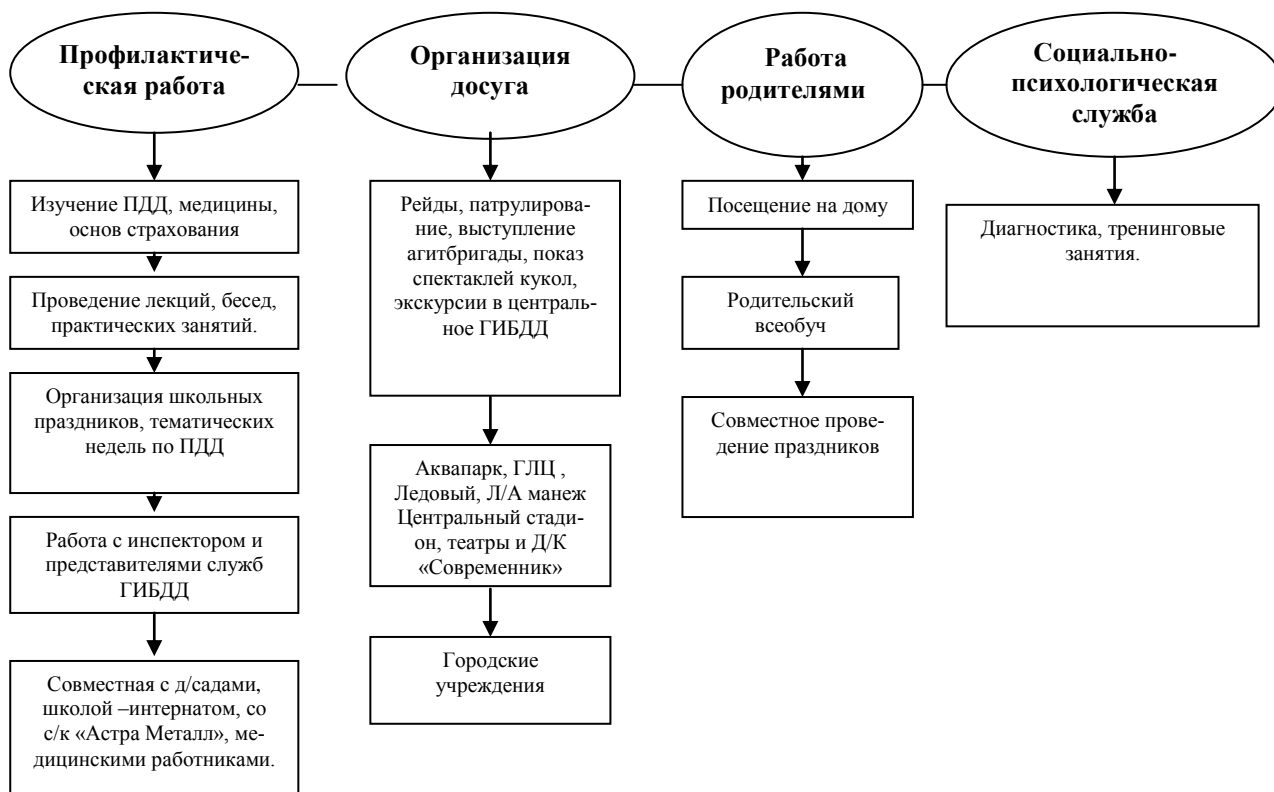 Профилактиче-
ская работа
Изучение ПДД, медицины,
основ страхования
Проведение лекций, бесед,
практических занятий.
Организация школьных
праздников, тематических
недель по ПДД
Работа с инспектором и
представителями служб
ГИБДД
Совместная с д/садами,
школой –интернатом, со
с/к «Астра Металл», ме-
дицинскими работниками.
Организация
досуга
Рейды, патрулирова-
ние, выступление
агитбригады, показ
спектаклей кукол,
экскурсии в централь-
ное ГИБДД
Аквапарк, ГЛЦ ,
Ледовый, Л/А манеж
Центральный стади-
он, театры и Д/К
«Современник»
Городские
учреждения
Работа
родителями
Посещение на дому
Родительский
всеобуч
Совместное прове-
дение праздников
Социально-
психологическая
служба
Диагностика, тренинговые
занятия.